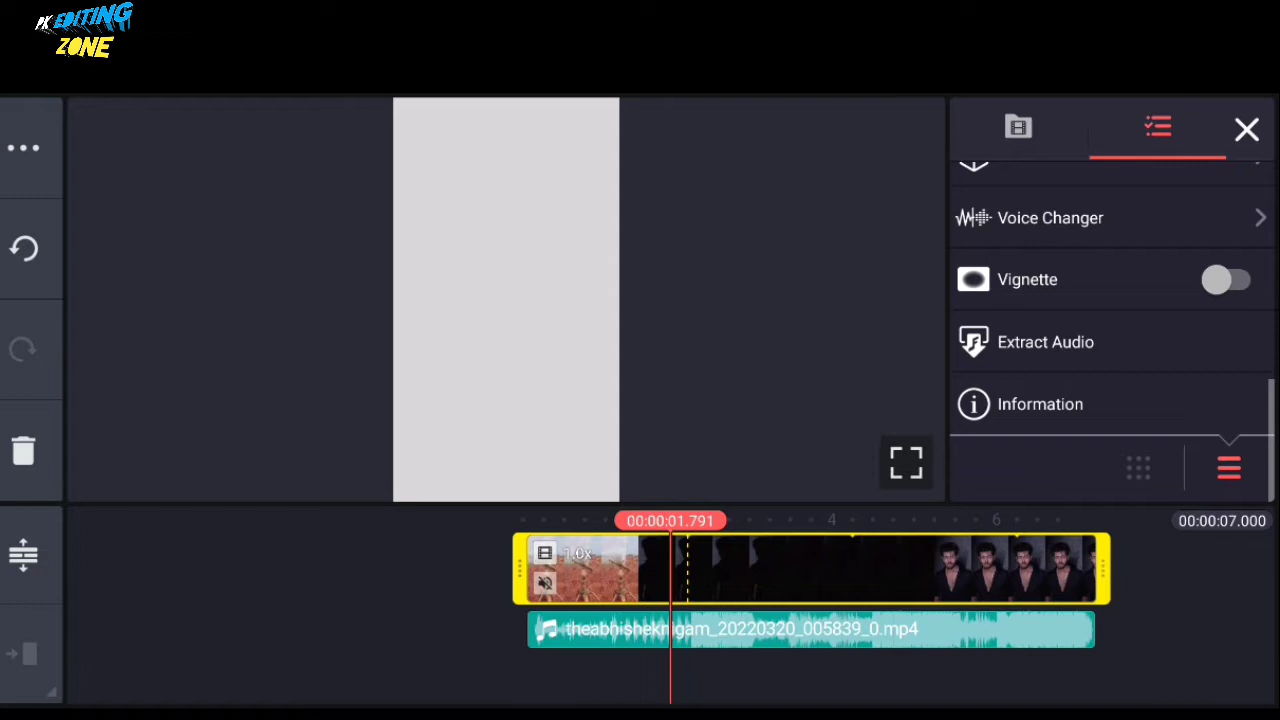 PK EDITING
ZONE
Voice Changer
Vignette
Extract Audio
Information
00:00:01.791
4
6
00:00:07.000
1.0x
theabhisheknigam_20220320_005839_0.mp4